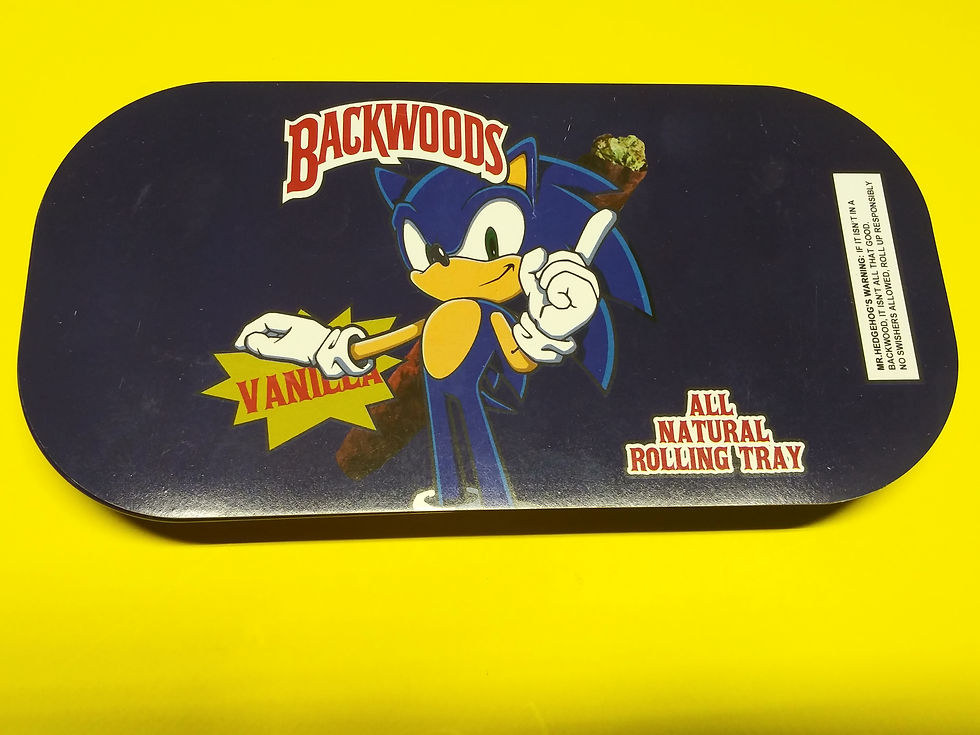 BACKWOODS
VANILLA
ALL
NATURAL
ROLLING TRAY
MR.HEDGEHOG'S WARNING: IF IT ISN'T IN A
BACKWOOD, IT ISN'T ALL THAT GOOD.
NO SWISHERS ALLOWED, ROLL UP RESPONSIBLY